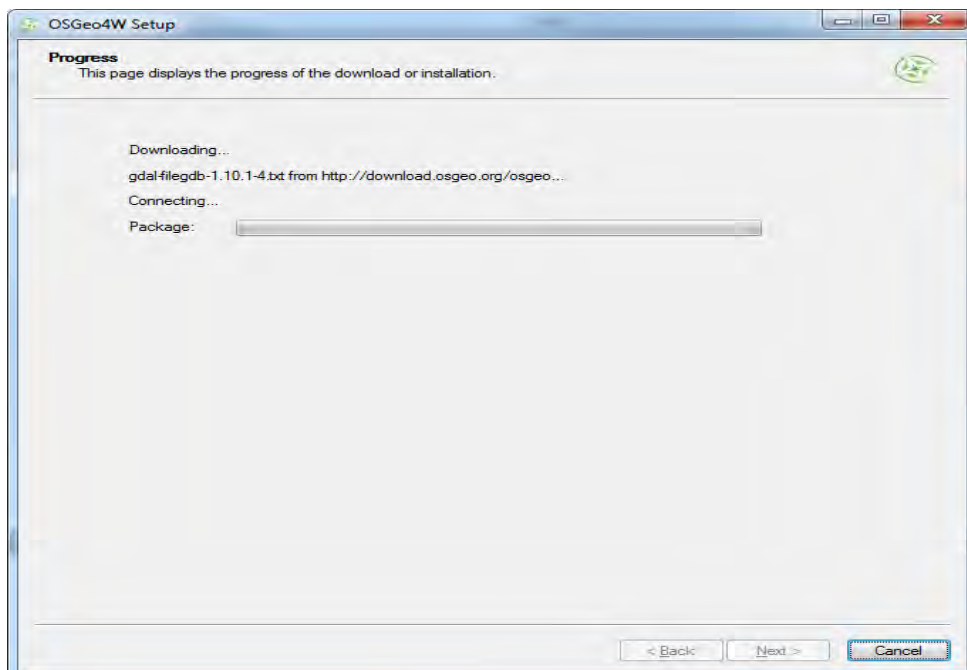 OSGeo4W Setup
Progress
This page displays the progress of the download or installation.
Downloading...
gdal-filegdb-1.10.1-4.txt from http://download.osgeo.org/osgeo...
Connecting...
Package:
< Back
Next >
Cancel